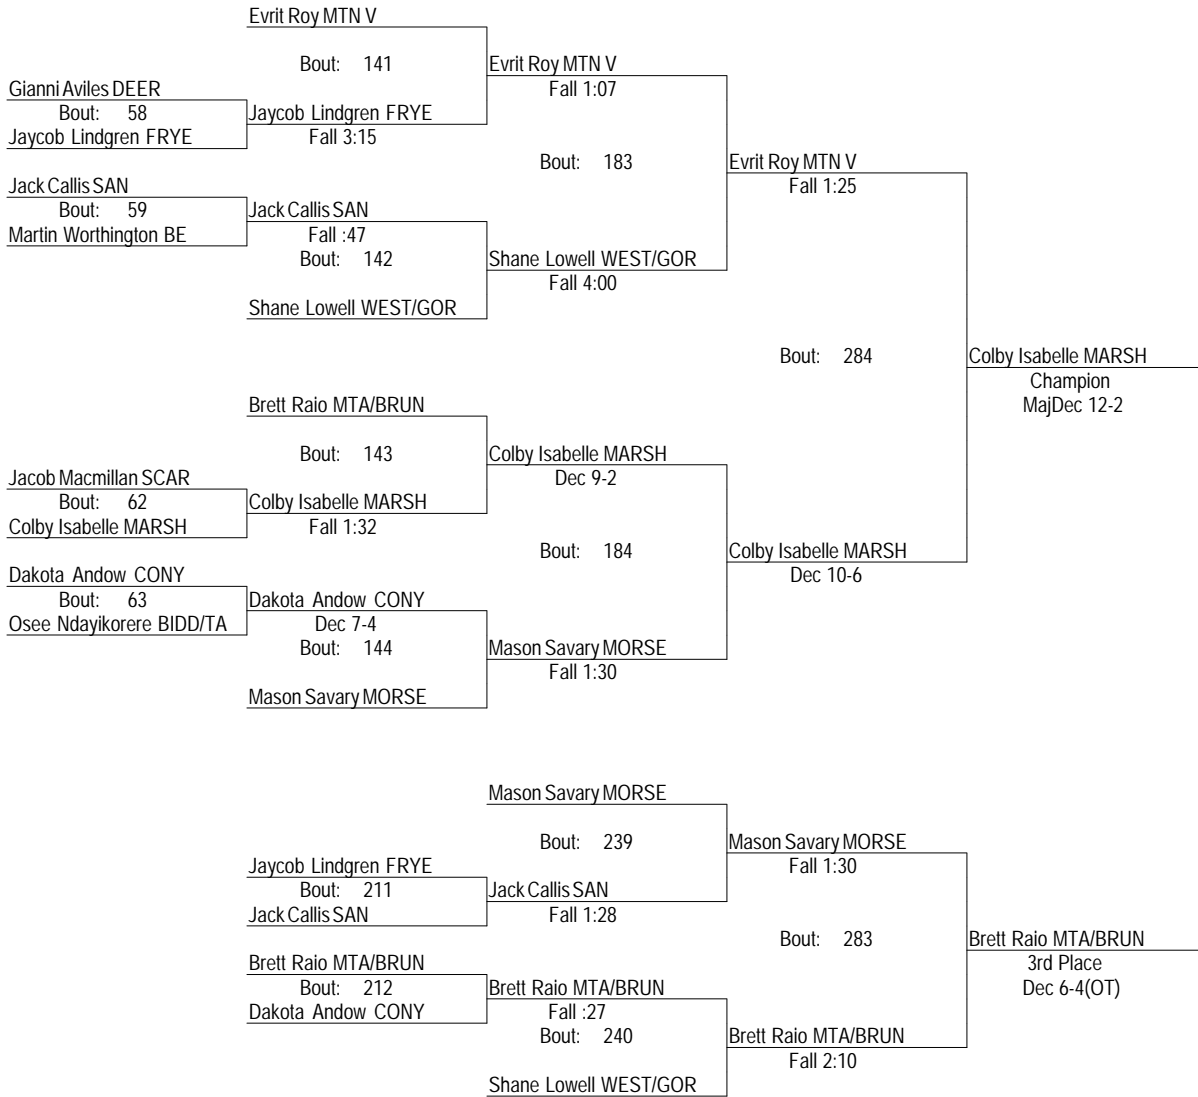 Evrit Roy MTN V
Bout: 141
Evrit Roy MTN V
Fall 1:07
Gianni Aviles DEER
Bout: 58
Jaycob Lindgren FRYE
Jaycob Lindgren FRYE
Fall 3:15
Bout: 183
Evrit Roy MTN V
Fall 1:25
Jack Callis SAN
Bout: 59
Martin Worthington BE
Jack Callis SAN
Fall :47
Bout: 142
Shane Lowell WEST/GOR
Fall 4:00
Shane Lowell WEST/GOR
Bout: 284
Colby Isabelle MARSH
Champion
MajDec 12-2
Brett Raio MTA/BRUN
Bout: 143
Colby Isabelle MARSH
Dec 9-2
Jacob Macmillan SCAR
Bout: 62
Colby Isabelle MARSH
Colby Isabelle MARSH
Fall 1:32
Bout: 184
Colby Isabelle MARSH
Dec 10-6
Dakota Andow CONY
Bout: 63
Osee Ndayikorere BIDD/TA
Dakota Andow CONY
Dec 7-4
Bout: 144
Mason Savary MORSE
Fall 1:30
Mason Savary MORSE
Mason Savary MORSE
Bout: 239
Mason Savary MORSE
Fall 1:30
Jaycob Lindgren FRYE
Bout: 211
Jack Callis SAN
Jack Callis SAN
Fall 1:28
Bout: 283
Brett Raio MTA/BRUN
3rd Place
Dec 6-4(OT)
Brett Raio MTA/BRUN
Bout: 212
Dakota Andow CONY
Brett Raio MTA/BRUN
Fall :27
Bout: 240
Brett Raio MTA/BRUN
Fall 2:10
Shane Lowell WEST/GOR